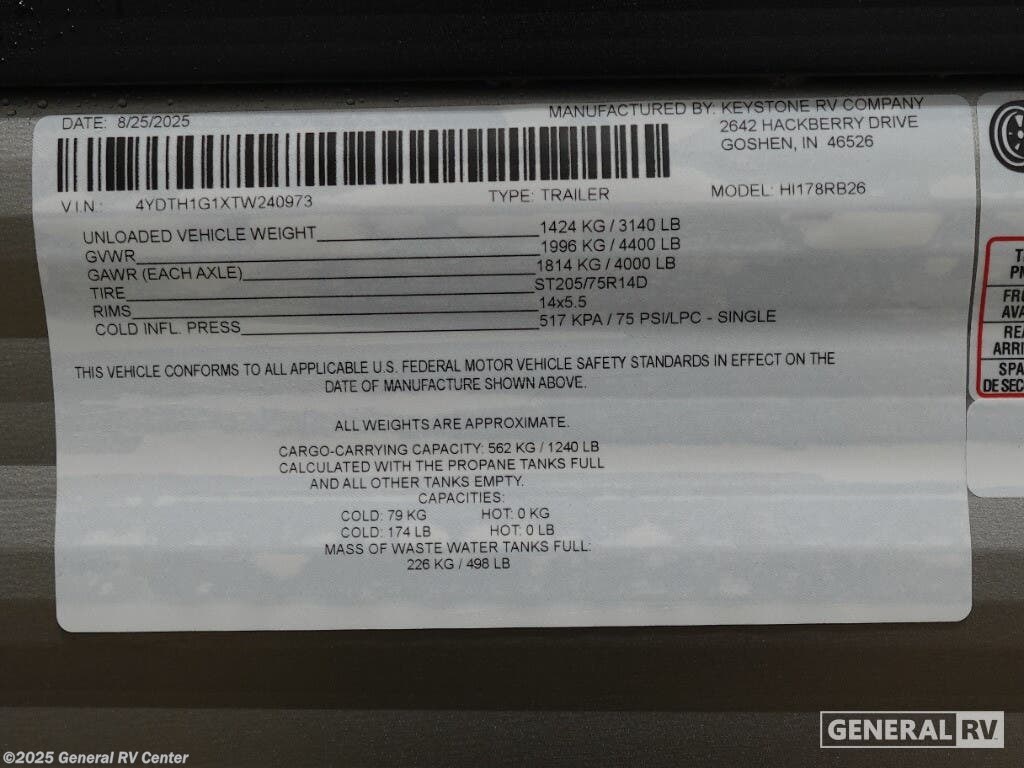 DATE: 8/25/2025
MANUFACTURED BY: KEYSTONE RV COMPANY
2642 HACKBERRY DRIVE
GOSHEN, IN 46526
V I N : 4YDTH1G1XTW240973 TYPE: TRAILER MODEL: HI178RB26
UNLOADED VEHICLE WEIGHT 1424 KG / 3140 LB
GVWR 1996 KG / 4400 LB
GAWR (EACH AXLE) 1814 KG / 4000 LB
TIRE ST205/75R14D
RIMS 14x5.5
COLD INFL. PRESS 517 KPA / 75 PSI/LPC - SINGLE
THIS VEHICLE CONFORMS TO ALL APPLICABLE U.S. FEDERAL MOTOR VEHICLE SAFETY STANDARDS IN EFFECT ON THE
DATE OF MANUFACTURE SHOWN ABOVE.
ALL WEIGHTS ARE APPROXIMATE.
CARGO-CARRYING CAPACITY: 562 KG / 1240 LB
CALCULATED WITH THE PROPANE TANKS FULL
AND ALL OTHER TANKS EMPTY.
CAPACITIES:
COLD: 79 KG HOT: 0 KG
COLD: 174 LB HOT: 0 LB
MASS OF WASTE WATER TANKS FULL:
226 KG / 498 LB
GENERAL RV
©2025 General RV Center